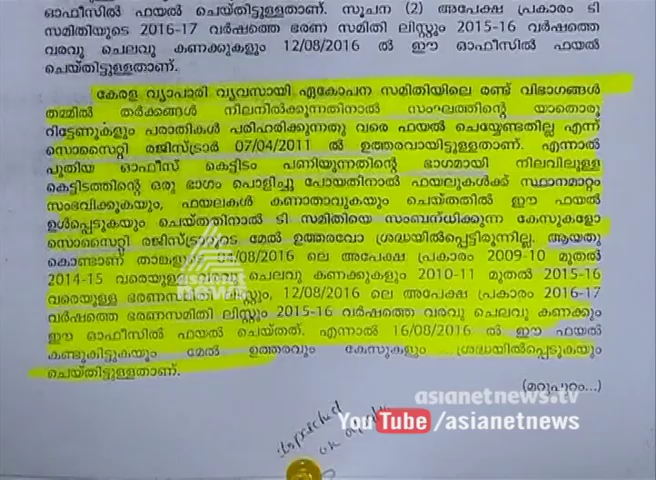 ഓഫീസിൽ ഫയൽ ചെയ്തിട്ടുള്ളതാണ്. സൂചന (2) അപേക്ഷ പ്രകാരം ടി
സമിതിയുടെ 2016-17 വർഷത്തെ ഭരണ സമിതി ലിസ്റ്റും 2015-16 വർഷത്തെ
വരവു ചെലവു കണക്കുകളും 12/08/2016 ൽ ഈ ഓഫീസിൽ ഫയൽ
ചെയ്തിട്ടുള്ളതാണ്.
കേരള വ്യാപാരി വ്യവസായി ഏകോപന സമിതിയിലെ രണ്ട് വിഭാഗങ്ങൾ
തമ്മിൽ തർക്കങ്ങൾ നിലനിൽക്കുന്നതിനാൽ സംഘത്തിന്റെ യാതൊരു
റിട്ടേണുകളും പരാതികൾ പരിഹരിക്കുന്നതു വരെ ഫയൽ ചെയ്യേണ്ടതില്ല എന്ന്
സൊസൈറ്റി രജിസ്ട്രാർ 07/04/2011 ൽ ഉത്തരവായിട്ടുള്ളതാണ്. എന്നാൽ
പുതിയ ഓഫീസ് കെട്ടിടം പണിയുന്നതിന്റെ ഭാഗമായി നിലവിലുള്ള
കെട്ടിടത്തിന്റെ ഒരു ഭാഗം പൊളിച്ചു പോയതിനാൽ ഫയലുകൾക്ക് സ്ഥാനമാറ്റം
സംഭവിക്കുകയും, ഫയലകൾ കണാതാവുകയും ചെയ്തതിൽ ഈ ഫയൽ
ഉൾപ്പെടുകയും ചെയ്തതിനാൽ ടി സമിതിയെ സംബന്ധിക്കുന്ന കേസുകളോ
സൊസൈറ്റി രജിസ്ട്രാറുടെ മേൽ ഉത്തരവോ ശ്രദ്ധയിൽപ്പെട്ടിരുന്നില്ല. ആയതു
കൊണ്ടാണ് താങ്കളുടെ 04/08/2016 ലെ അപേക്ഷ പ്രകാരം 2009-10 മുതൽ
2014-15 വരെയുള്ള വരവു ചെലവു കണക്കുകളും 2010-11 മുതൽ 2015-16
വരെയുള്ള ഭരണസമിതി ലിസ്റ്റും, 12/08/2016 ലെ അപേക്ഷ പ്രകാരം 2016-17
വർഷത്തെ ഭരണസമിതി ലിസ്റ്റും 2015-16 വർഷത്തെ വരവു ചെലവു കണക്കും
ഈ ഓഫീസിൽ ഫയൽ ചെയ്തത്. എന്നാൽ 16/08/2016 ൽ ഈ ഫയൽ
കണ്ടുകിട്ടുകയും മേൽ ഉത്തരവും കേസുകളും ശ്രദ്ധയിൽപ്പെടുകയും
ചെയ്തിട്ടുള്ളതാണ്.
(മറുപുറം...)
asianet
news
asianetnews.tv
YouTube /asianetnews